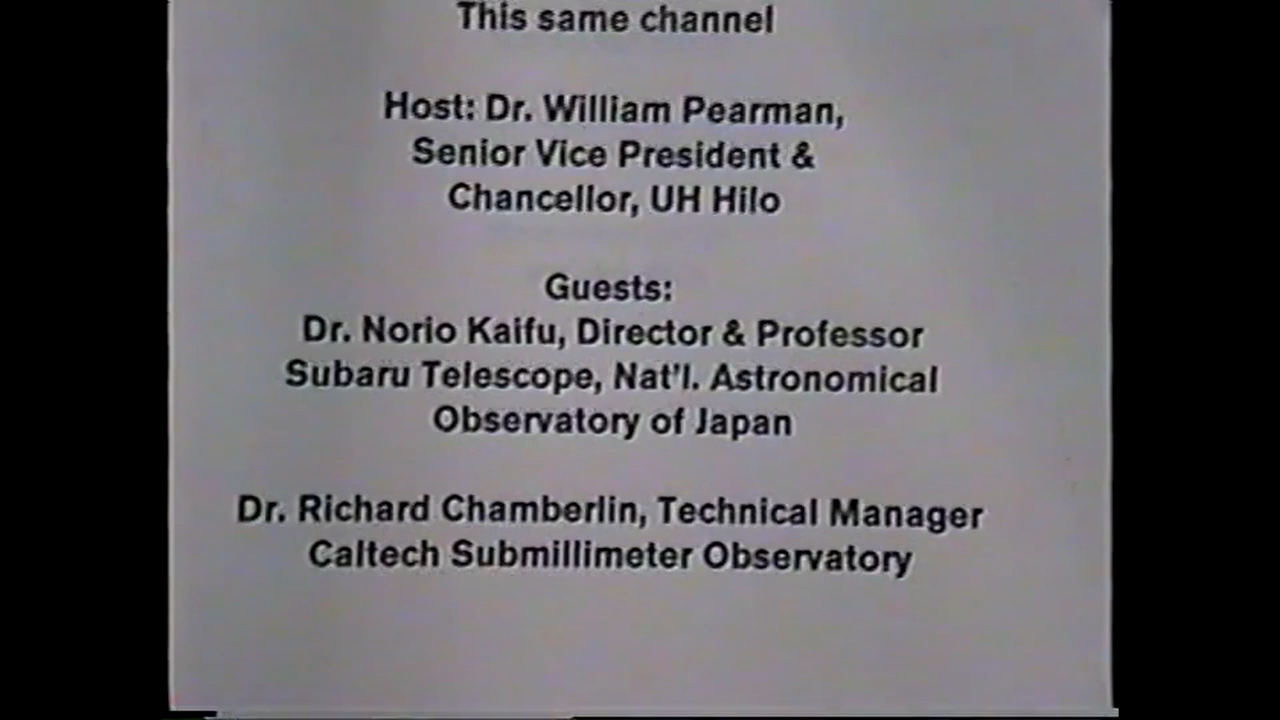 This same channel
Host: Dr. William Pearman,
Senior Vice President &
Chancellor, UH Hilo
Guests:
Dr. Norio Kaifu, Director & Professor
Subaru Telescope, Nat'l. Astronomical
Observatory of Japan
Dr. Richard Chamberlin, Technical Manager
Caltech Submillimeter Observatory